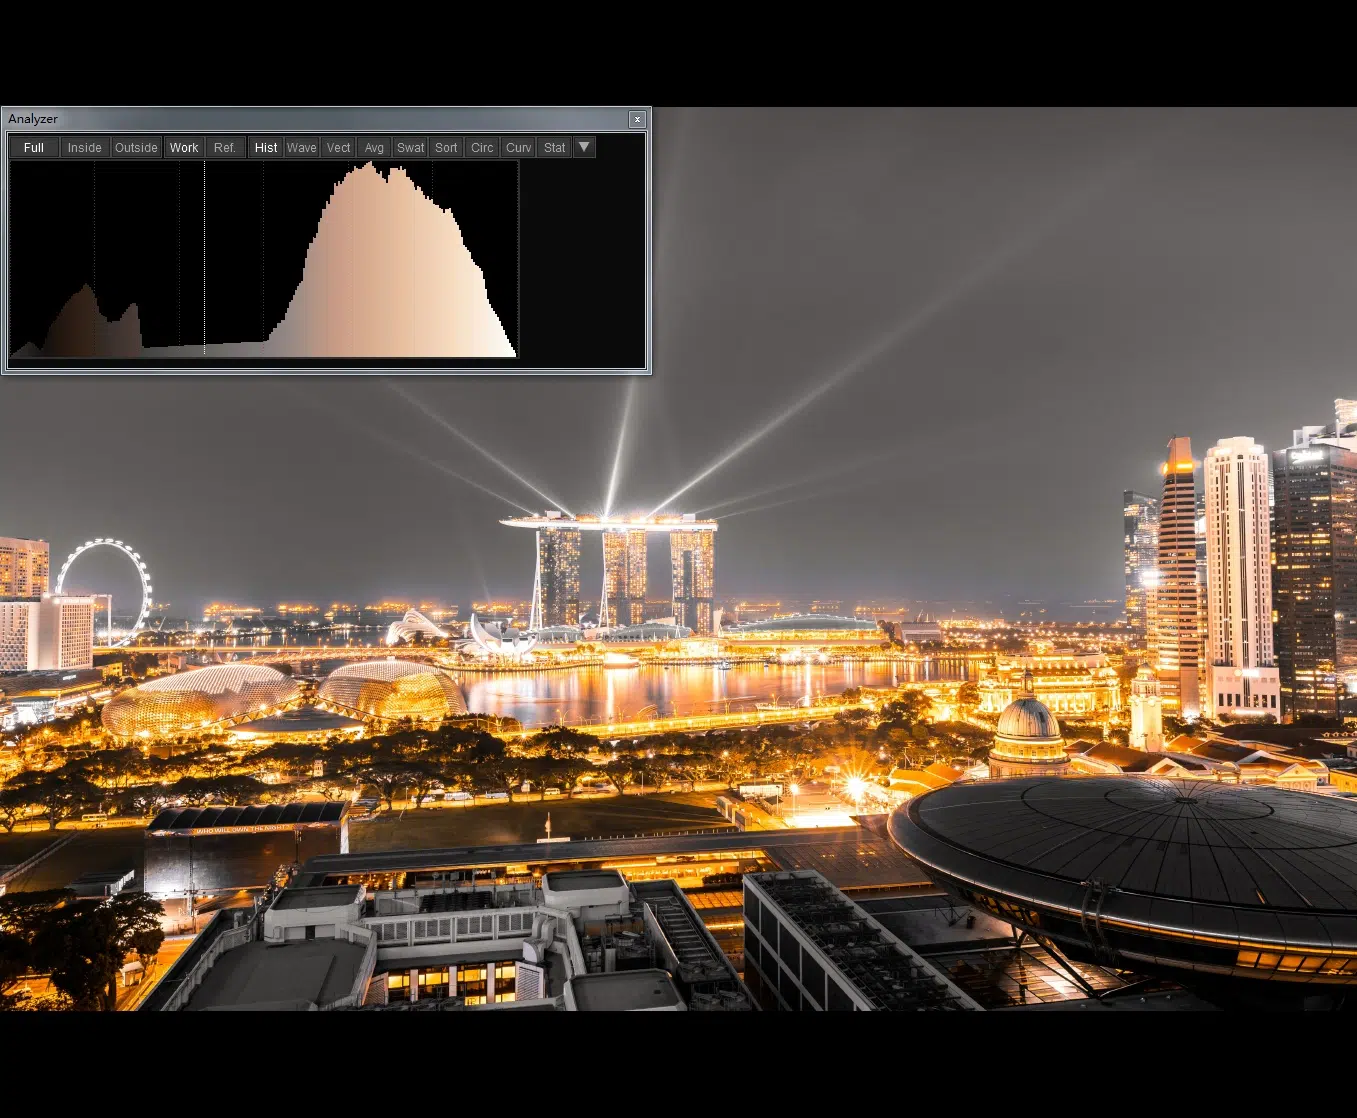 Analyzer
x
Full Inside Outside Work Ref. Hist Wave Vect Avg Swat Sort Circ Curv Stat
WHO WILL OWN THE NIGHT?